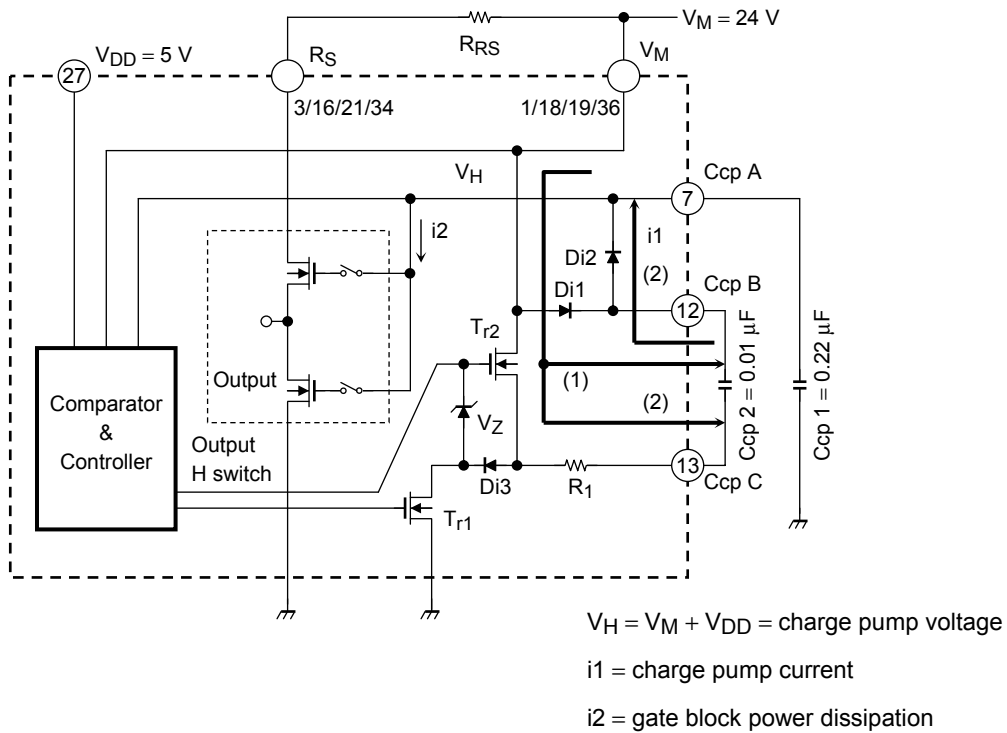 V_M = 24 V
R_RS
V_DD = 5 V
R_S
V_M
27
3/16/21/34
1/18/19/36
Ccp A
V_H
7
i2
i1
Di2
(2)
Ccp B
Di1
12
T_r2
(1)
Output
(2)
Ccp 2 = 0.01 μF
Ccp 1 = 0.22 μF
Comparator
&
Controller
V_Z
Output
H switch
Di3
R_1
13
Ccp C
T_r1
V_H = V_M + V_DD = charge pump voltage
i1 = charge pump current
i2 = gate block power dissipation